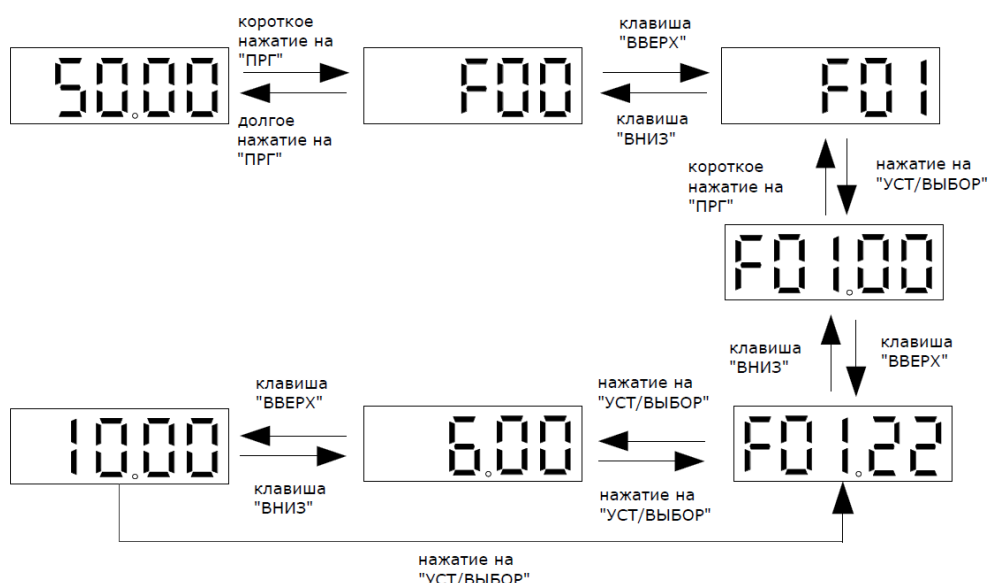 короткое
нажатие на
"ПРГ"
клавиша
"ВВЕРХ"
50.00
F00
F01
долгое
нажатие на
"ПРГ"
клавиша
"ВНИЗ"
короткое
нажатие на
"ПРГ"
нажатие на
"УСТ/ВЫБОР"
F01.00
клавиша
"ВНИЗ"
клавиша
"ВВЕРХ"
клавиша
"ВВЕРХ"
нажатие на
"УСТ/ВЫБОР"
10.00
6.00
F01.22
клавиша
"ВНИЗ"
нажатие на
"УСТ/ВЫБОР"
нажатие на
"УСТ/ВЫБОР"